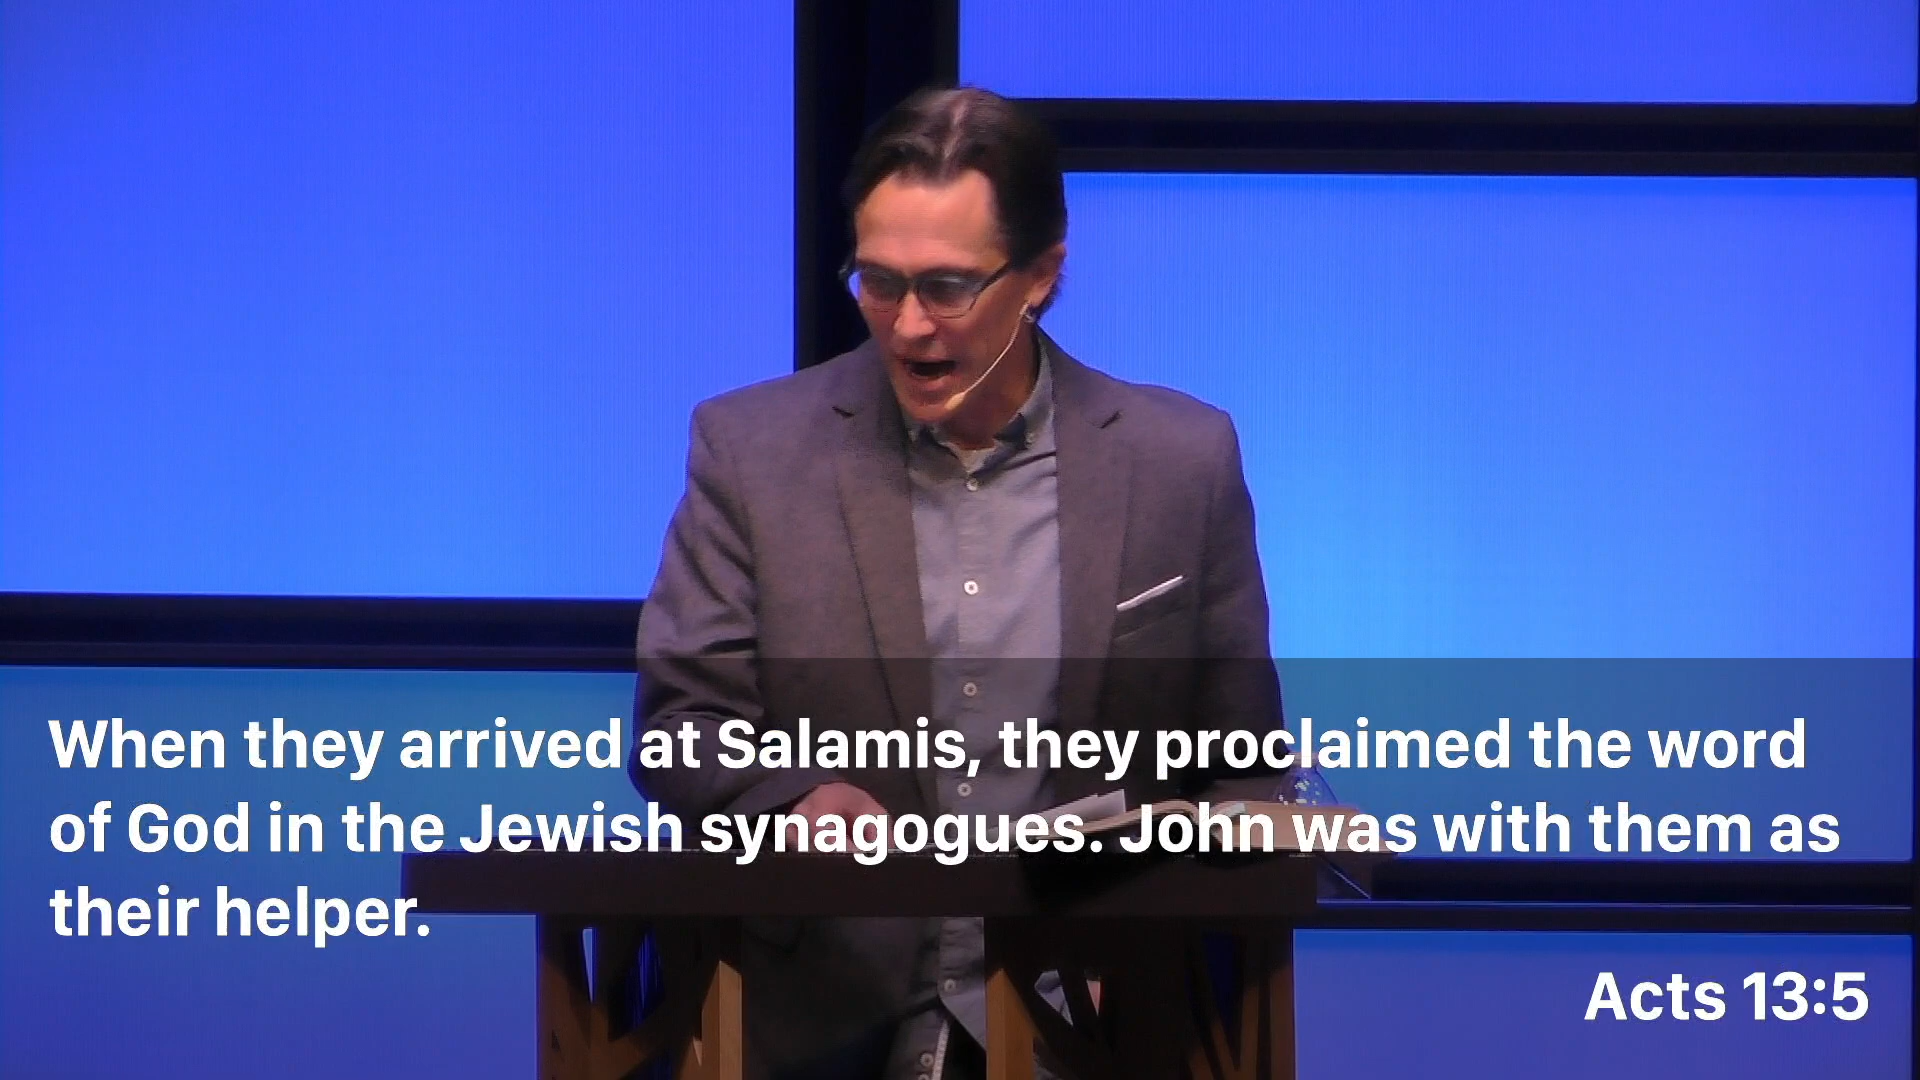 When they arrived at Salamis, they proclaimed the word
of God in the Jewish synagogues. John was with them as
their helper.
Acts 13:5